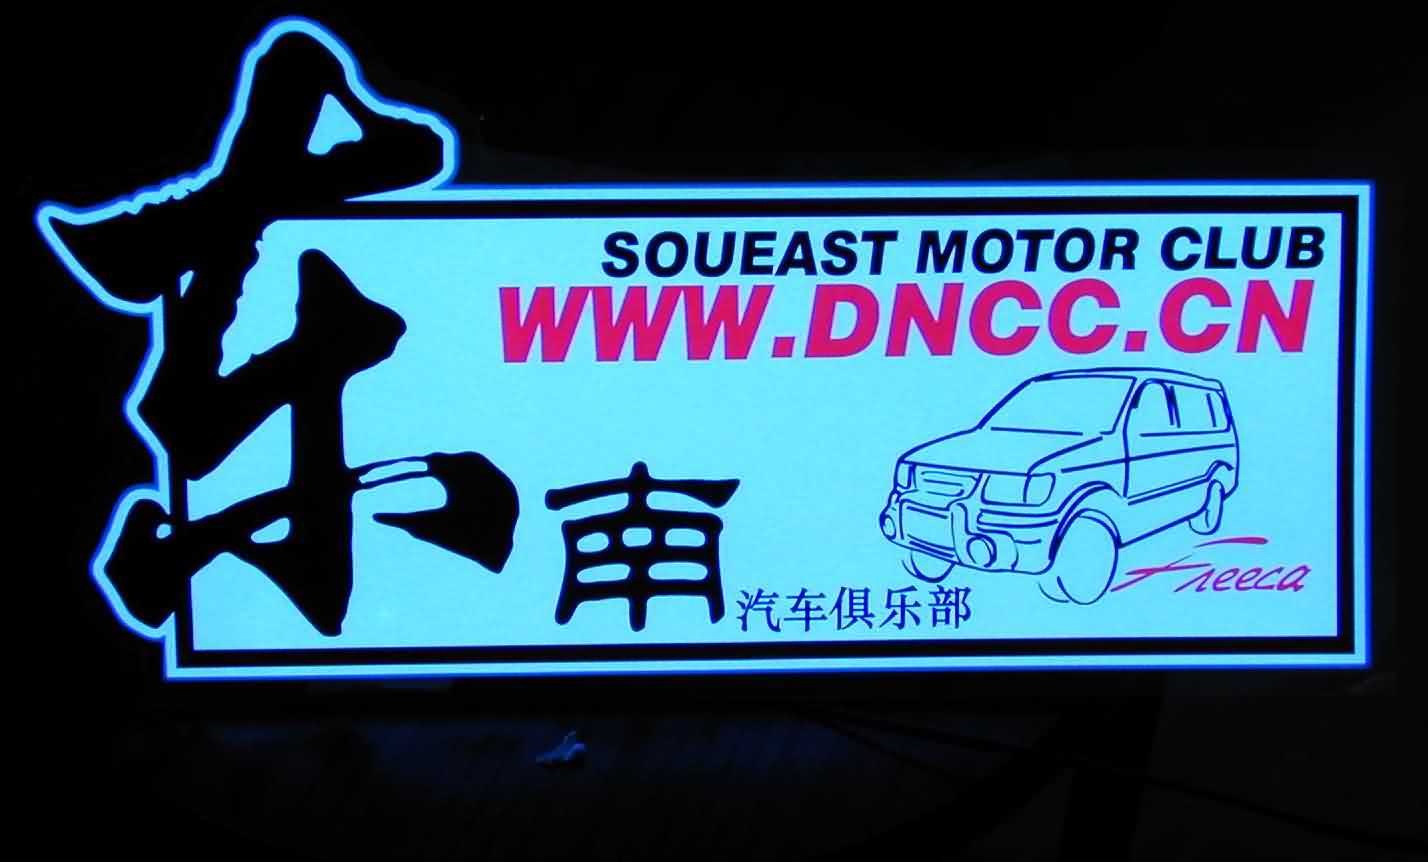 SOUEAST MOTOR CLUB
WWW.DNCC.CN
东南
汽车俱乐部
Freeca